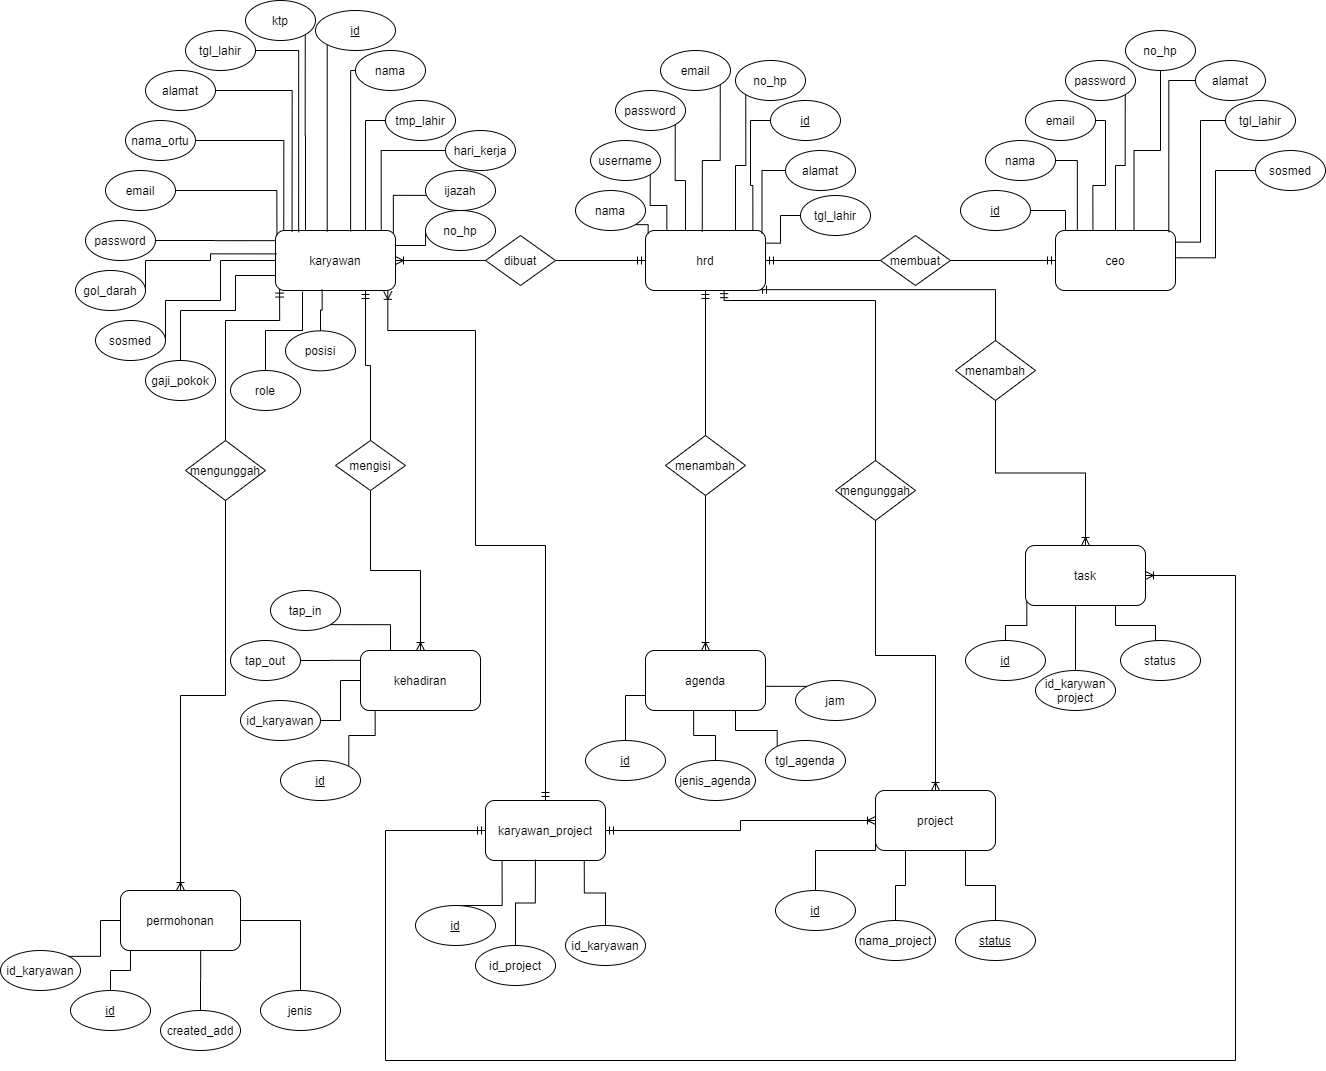 ktp
id
tgl_lahir
nama
alamat
tmp_lahir
nama_ortu
hari_kerja
email
ijazah
password
no_hp
karyawan
gol_darah
sosmed
gaji_pokok
role
posisi
dibuat
email
no_hp
password
id
username
alamat
nama
tgl_lahir
hrd
membuat
no_hp
password
alamat
email
tgl_lahir
nama
sosmed
id
ceo
mengunggah
mengisi
menambah
mengunggah
menambah
task
id
id_karywan
project
status
tap_in
tap_out
kehadiran
id_karyawan
id
agenda
jam
id
jenis_agenda
tgl_agenda
karyawan_project
id
id_project
id_karyawan
project
id
nama_project
status
permohonan
id_karyawan
id
created_add
jenis